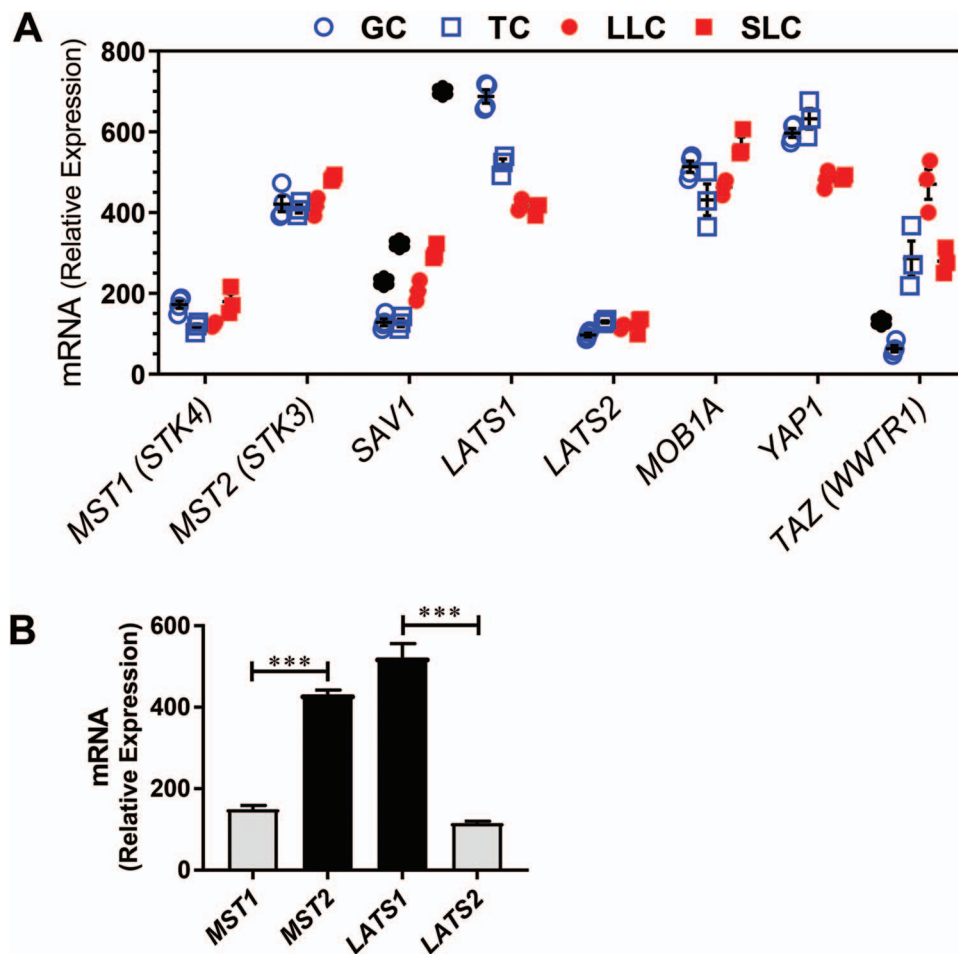 A
GC TC LLC SLC
mRNA (Relative Expression)
800
600
400
200
0
MST1 (STK4)
MST2 (STK3)
SAV1
LATS1
LATS2
MOB1A
YAP1
TAZ (WWTR1)
B
mRNA
(Relative Expression)
600
400
200
0
***
***
MST1
MST2
LATS1
LATS2